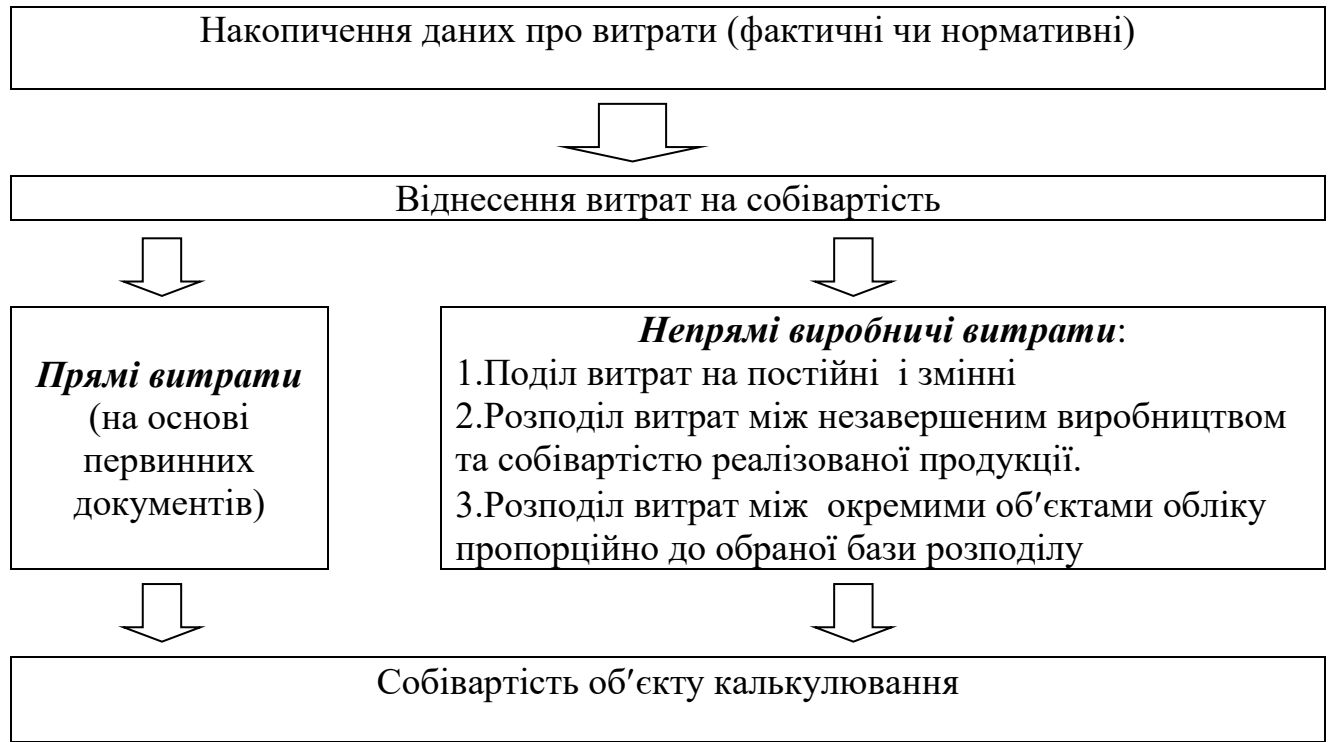 Накопичення даних про витрати (фактичні чи нормативні)
Віднесення витрат на собівартість
Прямі витрати
(на основі
первинних
документів)
Непрямі виробничі витрати:
1.Поділ витрат на постійні і змінні
2.Розподіл витрат між незавершеним виробництвом
та собівартістю реалізованої продукції.
3.Розподіл витрат між окремими об′єктами обліку
пропорційно до обраної бази розподілу
Собівартість об′єкту калькулювання